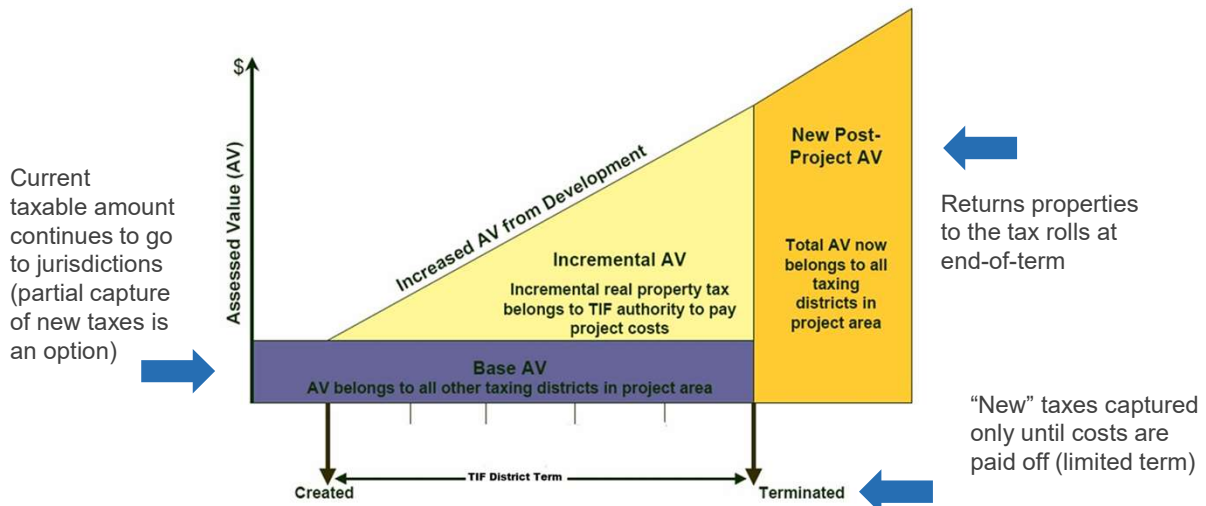 Current
taxable amount
continues to go
to jurisdictions
(partial capture
of new taxes is
an option)
$
Assessed Value (AV)
Increased AV from Development
Incremental AV
Incremental real property tax
belongs to TIF authority to pay
project costs
Base AV
AV belongs to all other taxing districts in project area
New Post-
Project AV
Total AV now
belongs to all
taxing
districts in
project area
Returns properties
to the tax rolls at
end-of-term
“New” taxes captured
only until costs are
paid off (limited term)
TIF District Term
Created
Terminated